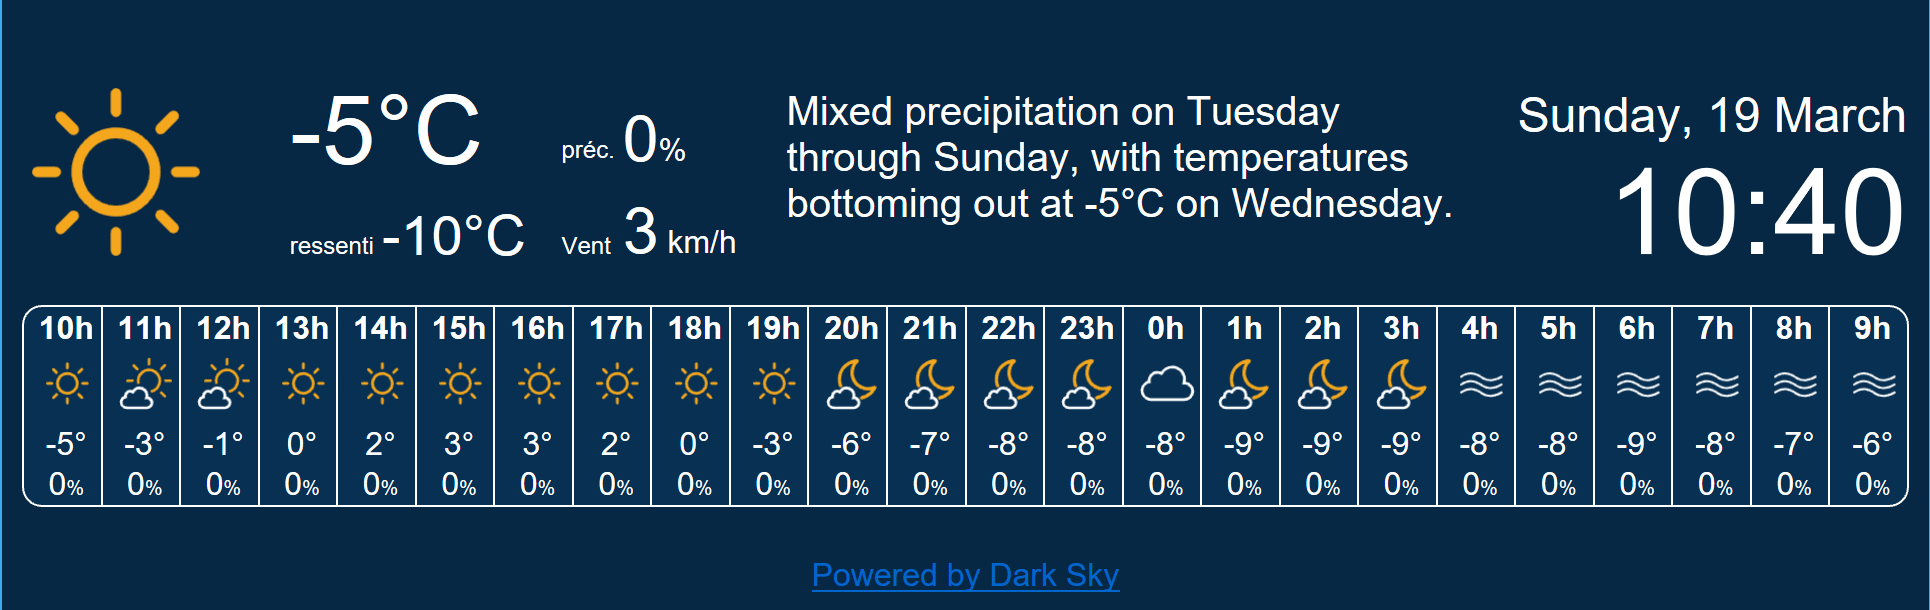 -5°C
préc. 0%
ressenti -10°C
Vent 3 km/h
Mixed precipitation on Tuesday
through Sunday, with temperatures
bottoming out at -5°C on Wednesday.
Sunday, 19 March
10:40
10h 11h 12h 13h 14h 15h 16h 17h 18h 19h 20h 21h 22h 23h 0h 1h 2h 3h 4h 5h 6h 7h 8h 9h
-5° -3° -1° 0° 2° 3° 3° 2° 0° -3° -6° -7° -8° -8° -8° -9° -9° -9° -8° -8° -9° -8° -7° -6°
0% 0% 0% 0% 0% 0% 0% 0% 0% 0% 0% 0% 0% 0% 0% 0% 0% 0% 0% 0% 0% 0% 0% 0%
Powered by Dark Sky